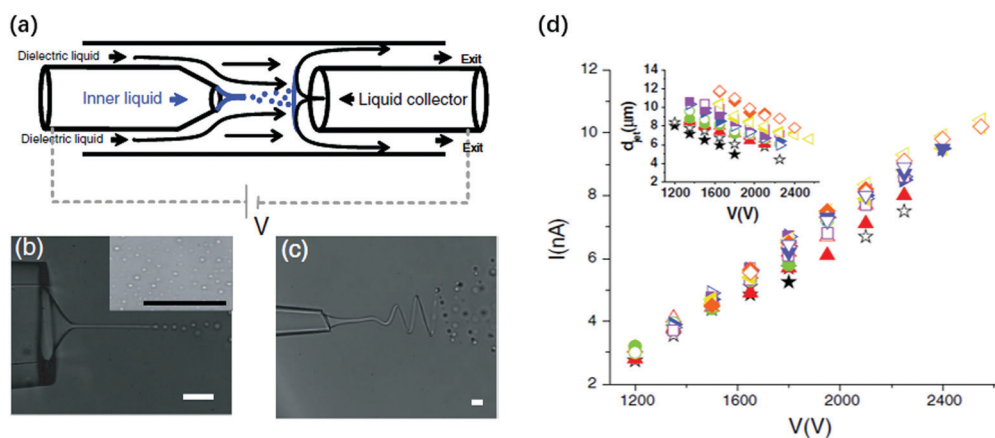 (a)
Dielectric liquid
Exit
Inner liquid
Liquid collector
Dielectric liquid
Exit
V
(b)
(c)
(d)
12
10
8
6
4
2
I(nA)
1200
1600
2000
2400
V(V)
14
12
10
8
6
4
2
d_jet(μm)
1200
1600
2000
2400
V(V)